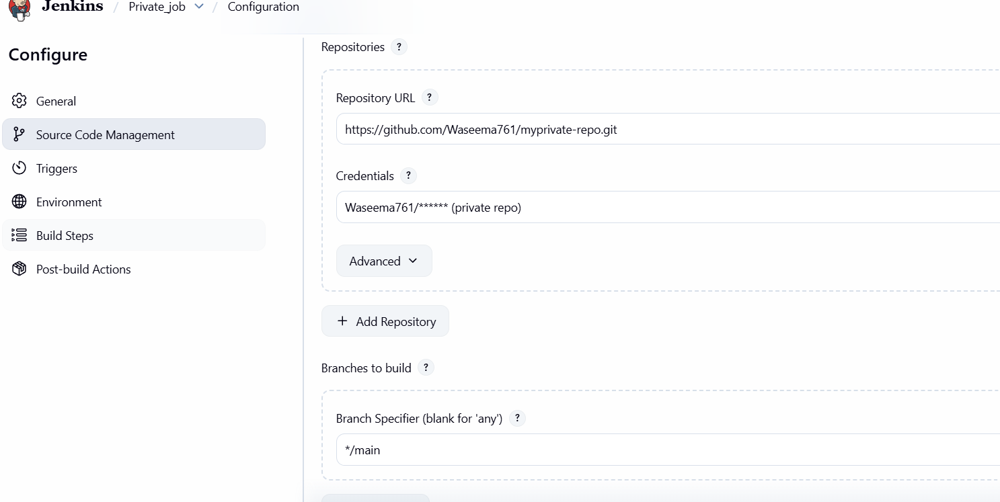 Jenkins / Private_job / Configuration
Configure
General
Source Code Management
Triggers
Environment
Build Steps
Post-build Actions
Repositories ?
Repository URL ?
https://github.com/Waseema761/myprivate-repo.git
Credentials ?
Waseema761/****** (private repo)
Advanced
+ Add Repository
Branches to build ?
Branch Specifier (blank for 'any') ?
*/main